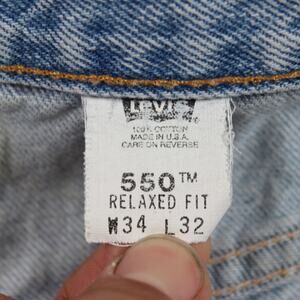 Levi's
100% COTTON
MADE IN U.S.A.
CARE ON REVERSE
550™
RELAXED FIT
W34 L32